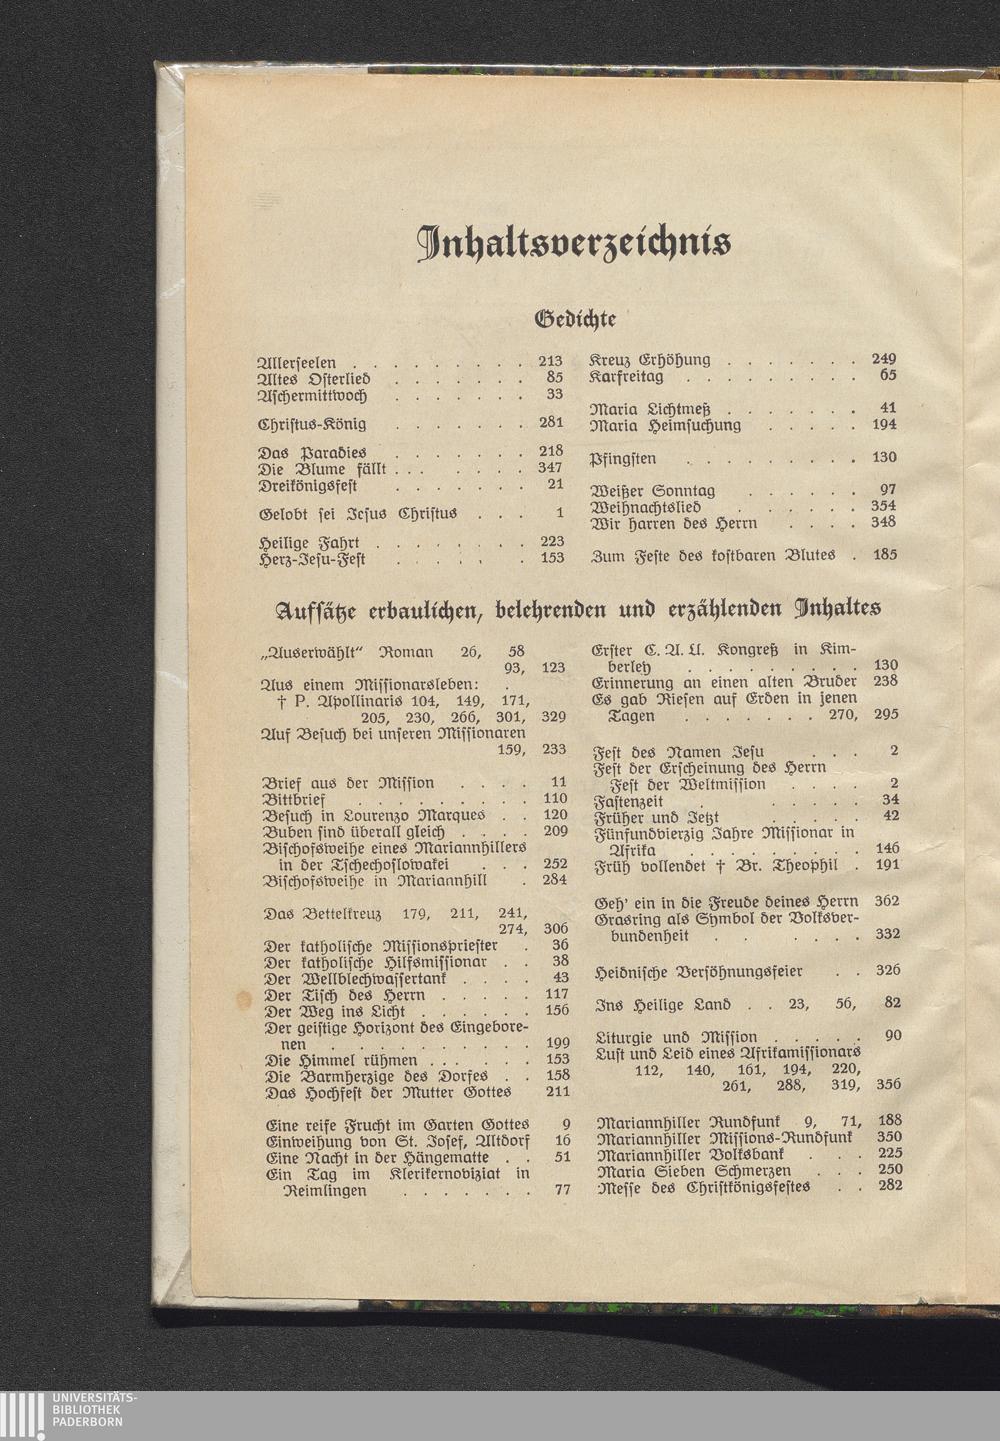 Inhaltsverzeichnis
Gedichte
Allerseelen . . . . . . . . . 213
Altes Osterlied . . . . . . . 85
Aschermittwoch . . . . . . . 33
Christus-König . . . . . . . 281
Das Paradies . . . . . . . 218
Die Blume fällt . . . . . . . 347
Dreikönigsfest . . . . . . . 21
Gelobt sei Jesus Christus . . . 1
Heilige Fahrt . . . . . . . . 223
Herz-Jesu-Fest . . . . . . 153
Kreuz Erhöhung . . . . . . . 249
Karfreitag . . . . . . . . . 65
Maria Lichtmeß . . . . . . . 41
Maria Heimsuchung . . . . . 194
Pfingsten . . . . . . . . . 130
Weißer Sonntag . . . . . . 97
Weihnachtslied . . . . . . 354
Wir harren des Herrn . . . . 348
Zum Feste des kostbaren Blutes . 185
Aufsätze erbaulichen, belehrenden und erzählenden Inhaltes
„Auserwählt“ Roman 26, 58
93, 123
Aus einem Missionarsleben: .
† P. Apollinaris 104, 149, 171,
205, 230, 266, 301, 329
Auf Besuch bei unseren Missionaren
159, 233
Brief aus der Mission . . . . 11
Bittbrief . . . . . . . . . 110
Besuch in Lourenzo Marques . . 120
Buben sind überall gleich . . . . 209
Bischofsweihe eines Mariannhillers
in der Tschechoslowakei . . . 252
Bischofsweihe in Mariannhill . 284
Das Bettelkreuz 179, 211, 241,
274, 306
Der katholische Missionspriester . 36
Der katholische Hilfsmissionar . . 38
Der Wellblechwassertank . . . . 43
Der Tisch des Herrn . . . . . 117
Der Weg ins Licht . . . . . . 156
Der geistige Horizont des Eingebore-
nen . . . . . . . . . . 199
Die Himmel rühmen . . . . . . 153
Die Barmherzige des Dorfes . . 158
Das Hochfest der Mutter Gottes 211
Eine reife Frucht im Garten Gottes 9
Einweihung von St. Josef, Altdorf 16
Eine Nacht in der Hängematte . . 51
Ein Tag im Klerikernoviziat in
Reimlingen . . . . . . . 77
Erster C. A. U. Kongreß in Kim-
berley . . . . . . . . . 130
Erinnerung an einen alten Bruder 238
Es gab Riesen auf Erden in jenen
Tagen . . . . . . . 270, 295
Fest des Namen Jesu . . . 2
Fest der Erscheinung des Herrn
Fest der Weltmission . . . . 2
Fastenzeit . . . . . . 34
Früher und Jetzt . . . . . 42
Fünfundvierzig Jahre Missionar in
Afrika . . . . . . . . . 146
Früh vollendet † Br. Theophil . 191
Geh' ein in die Freude deines Herrn 362
Grasring als Symbol der Volksver-
bundenheit . . . . . . 332
Heidnische Versöhnungsfeier . . 326
Ins Heilige Land . . 23, 56, 82
Liturgie und Mission . . . . . 90
Lust und Leid eines Afrikamissionars
112, 140, 161, 194, 220,
261, 288, 319, 356
Mariannhiller Rundfunk 9, 71, 188
Mariannhiller Missions-Rundfunk 350
Mariannhiller Volksbank . . . 225
Maria Sieben Schmerzen . . . 250
Messe des Christkönigsfestes . . 282
UNIVERSITÄTS-
BIBLIOTHEK
PADERBORN